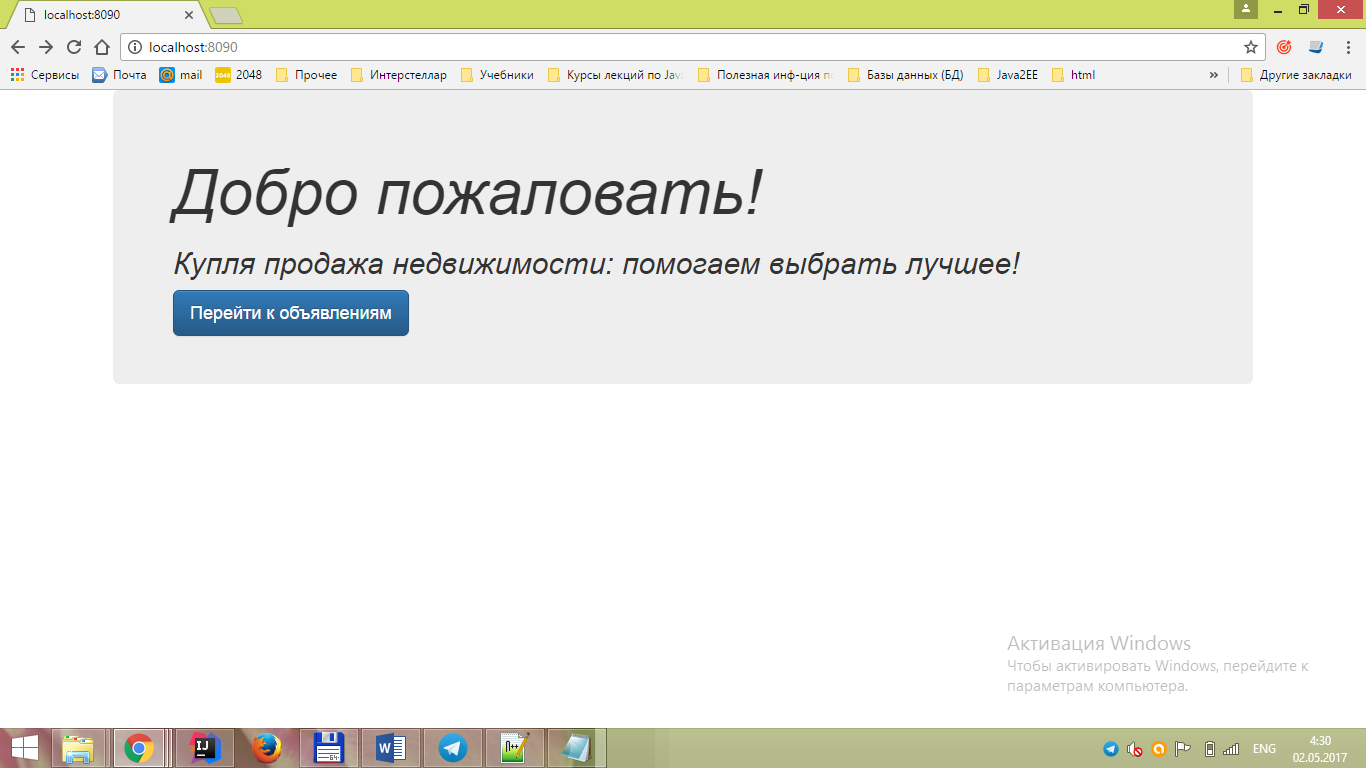 localhost:8090
localhost:8090
Сервисы Почта mail 2048 Прочее Интерстеллар Учебники Курсы лекций по Java Полезная инф-ция Базы данных (БД) Java2EE html » Другие закладки
Добро пожаловать!
Купля продажа недвижимости: помогаем выбрать лучшее!
Перейти к объявлениям
Активация Windows
Чтобы активировать Windows, перейдите к
параметрам компьютера.
ENG
4:30
02.05.2017